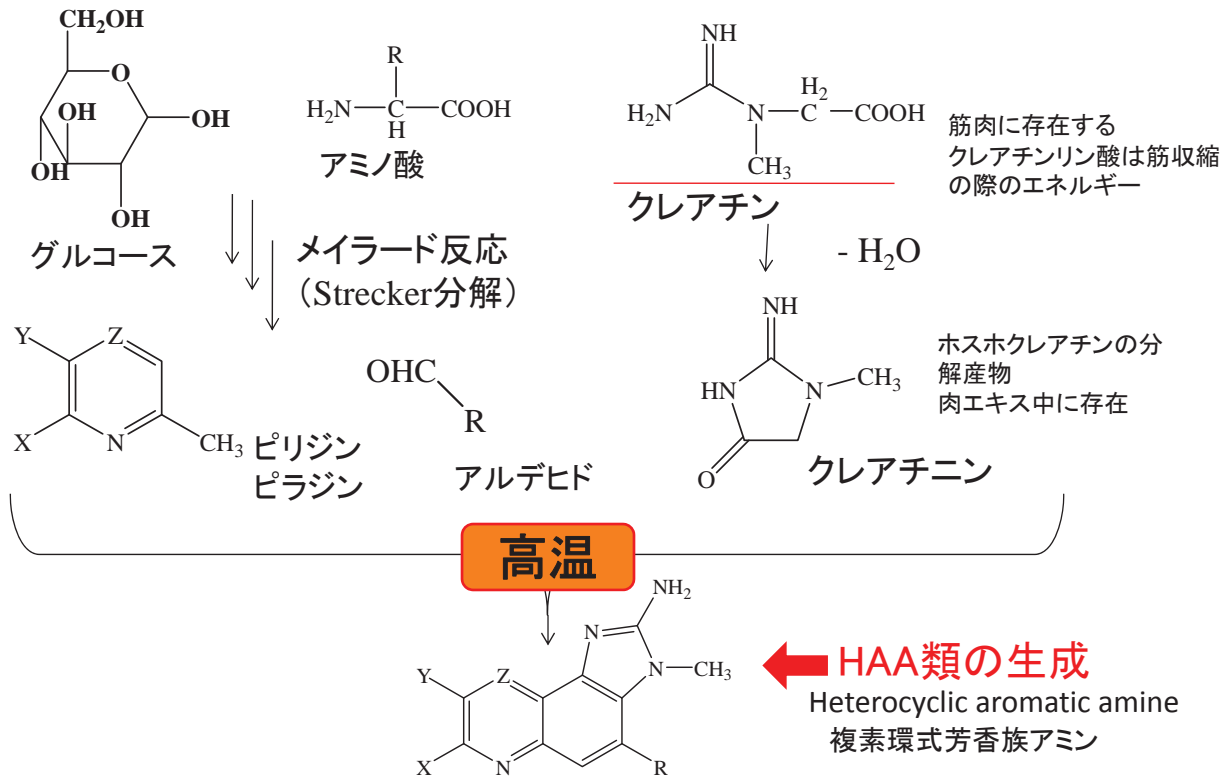 CH₂OH
O
OH
OH
OH
OH
グルコース
R
H₂N
C
H
COOH
アミノ酸
NH
H₂N
N
H₂
C
COOH
CH₃
クレアチン
筋肉に存在する
クレアチンリン酸は筋収縮
の際のエネルギー
メイラード反応
（Strecker分解）
- H₂O
Y
Z
X
N
CH₃
ピリジン
ピラジン
OHC
R
アルデヒド
NH
HN
N
CH₃
O
クレアチニン
ホスホクレアチンの分
解産物
肉エキス中に存在
高温
NH₂
N
N
CH₃
Y
Z
X
N
R
HAA類の生成
Heterocyclic aromatic amine
複素環式芳香族アミン